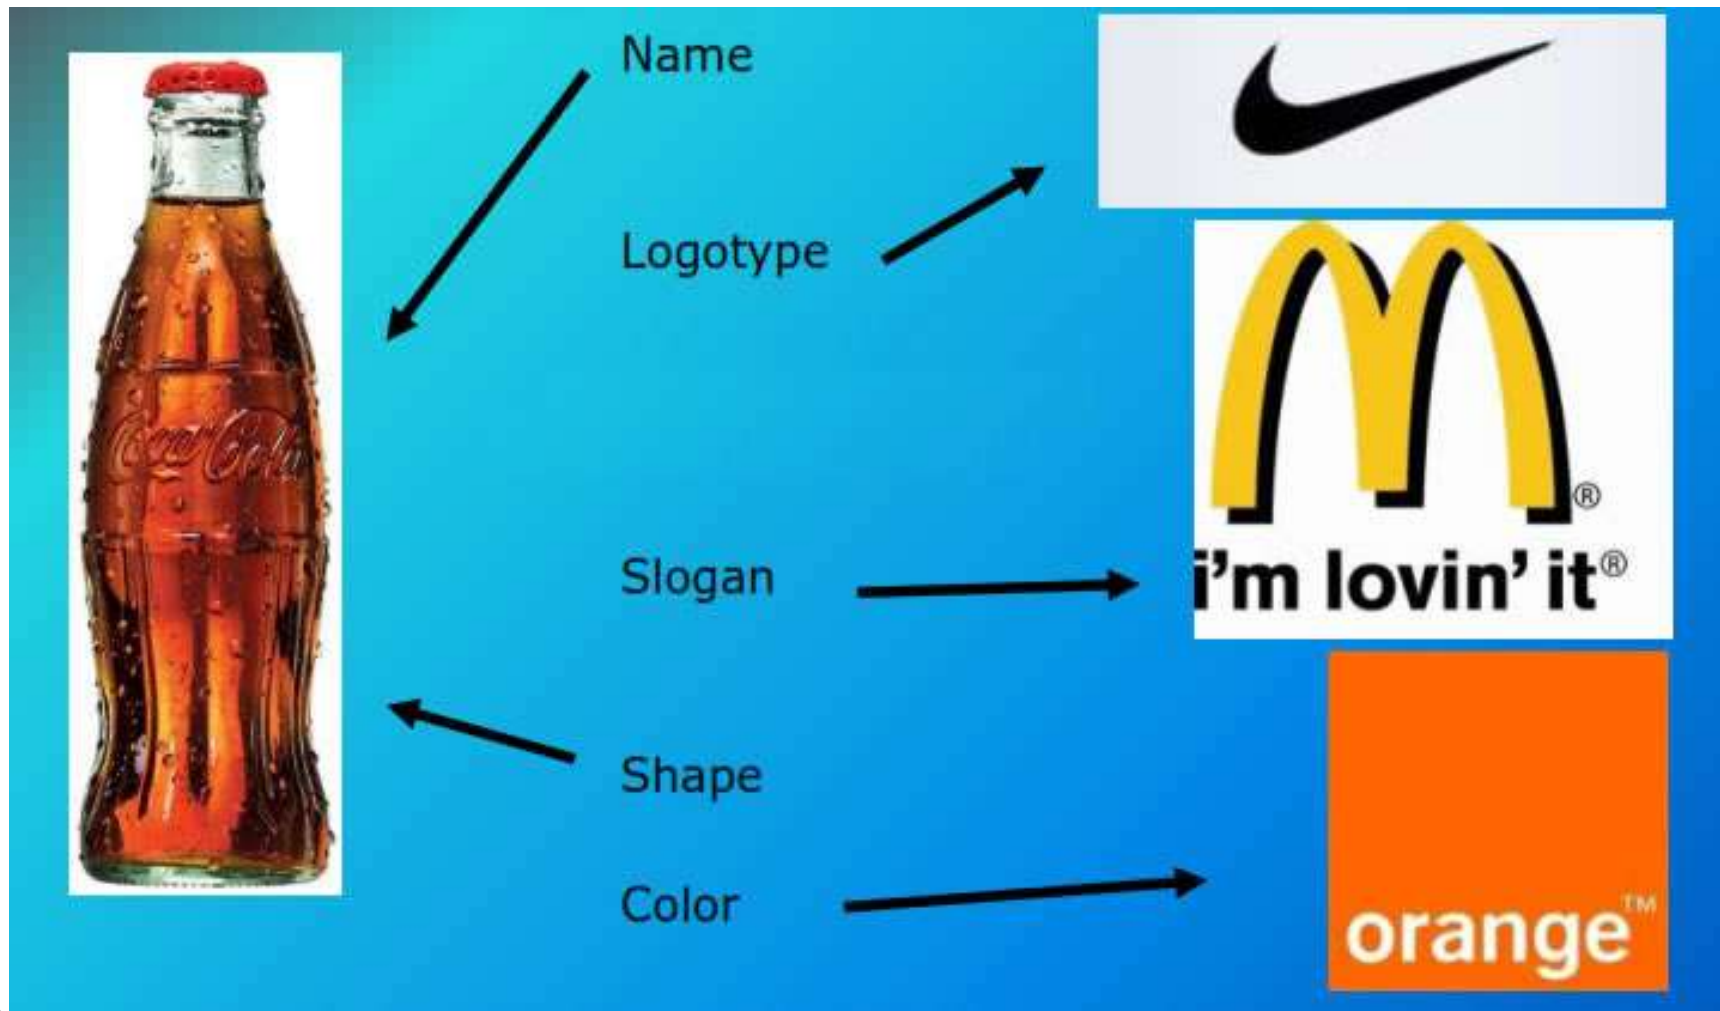 Name
Logotype
Coca-Cola
®
i'm lovin' it®
Slogan
Shape
Color
orange™